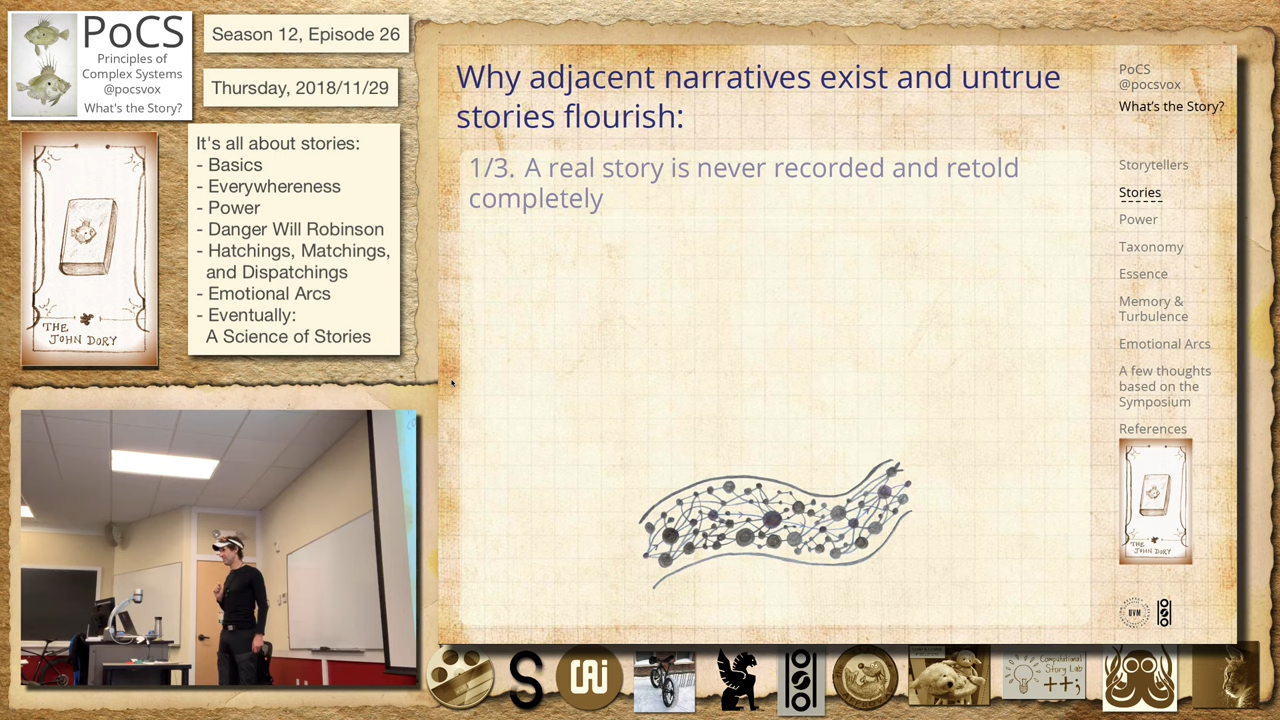 PoCS
Principles of
Complex Systems
@pocsvox
What's the Story?
Season 12, Episode 26
Thursday, 2018/11/29
It's all about stories:
- Basics
- Everywhereness
- Power
- Danger Will Robinson
- Hatchings, Matchings,
and Dispatchings
- Emotional Arcs
- Eventually:
A Science of Stories
THE
JOHN DORY
Why adjacent narratives exist and untrue
stories flourish:
1/3. A real story is never recorded and retold
completely
PoCS
@pocsvox
What's the Story?
Storytellers
Stories
Power
Taxonomy
Essence
Memory &
Turbulence
Emotional Arcs
A few thoughts
based on the
Symposium
References
THE
JOHN DORY
UVM
S
Computational
Story Lab
++;